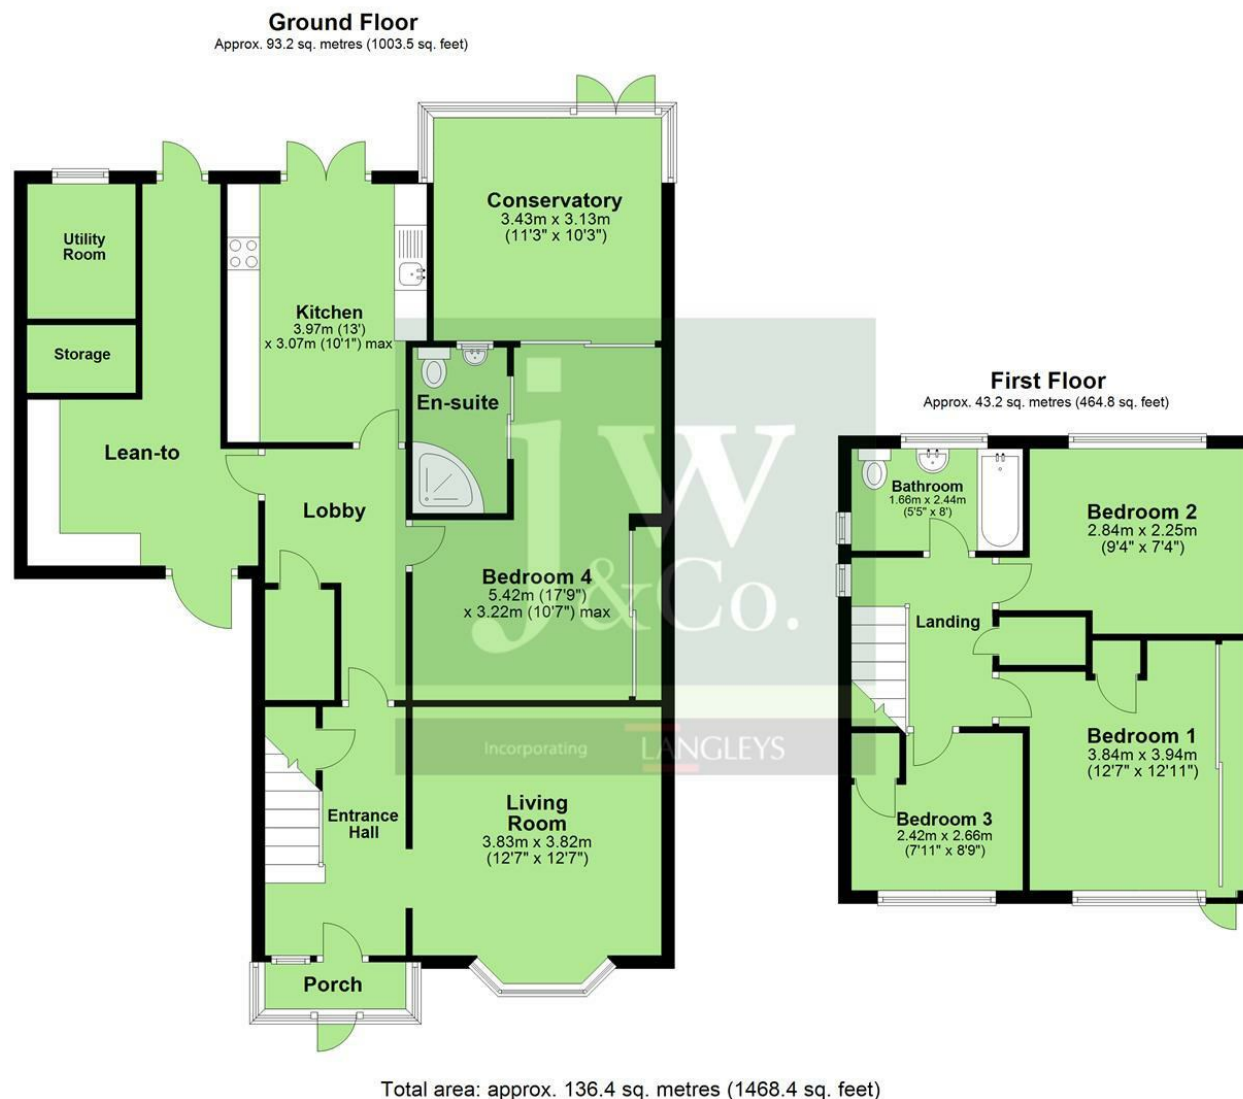 Ground Floor
Approx. 93.2 sq. metres (1003.5 sq. feet)
Conservatory
3.43m x 3.13m
(11'3" x 10'3")
Utility
Room
Kitchen
3.97m (13')
x 3.07m (10'1") max
Storage
En-suite
Lean-to
Lobby
Bedroom 4
5.42m (17'9")
x 3.22m (10'7") max
Living
Room
3.83m x 3.82m
(12'7" x 12'7")
Entrance
Hall
Porch
First Floor
Approx. 43.2 sq. metres (464.8 sq. feet)
Bathroom
1.66m x 2.44m
(5'5" x 8')
Bedroom 2
2.84m x 2.25m
(9'4" x 7'4")
Landing
Bedroom 1
3.84m x 3.94m
(12'7" x 12'11")
Bedroom 3
2.42m x 2.66m
(7'11" x 8'9")
jw
&Co.
Incorporating LANGLEYS
Total area: approx. 136.4 sq. metres (1468.4 sq. feet)